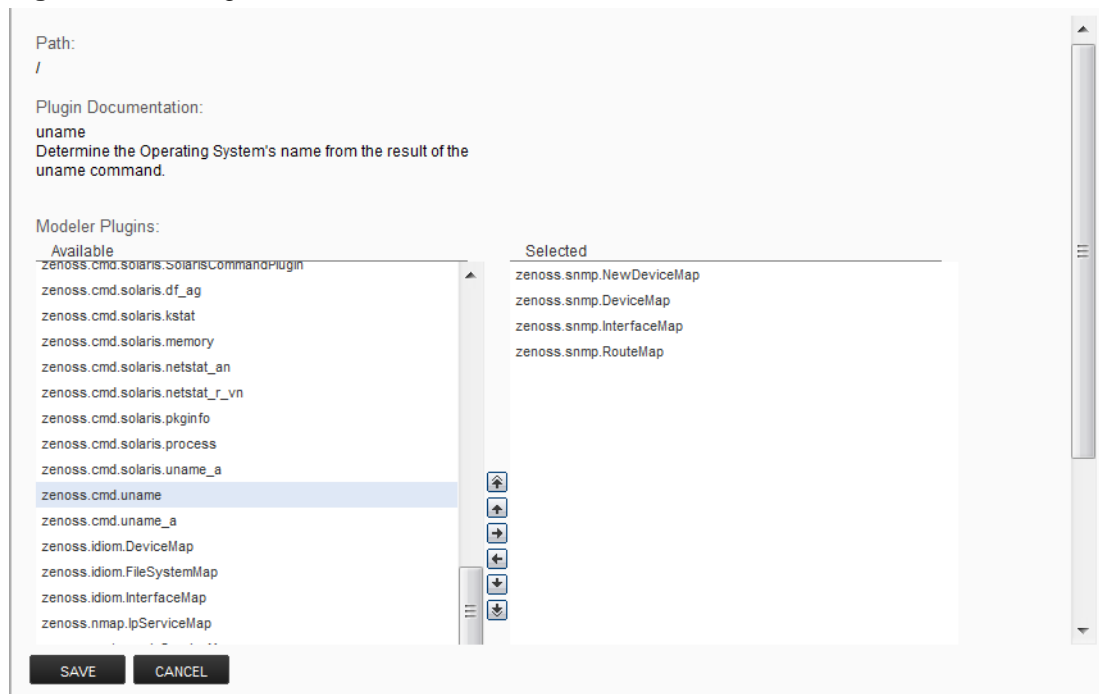 Path:
/
Plugin Documentation:
uname
Determine the Operating System's name from the result of the
uname command.
Modeler Plugins:
Available
zenoss.cmd.solaris.SolarisCommandPlugin
zenoss.cmd.solaris.df_ag
zenoss.cmd.solaris.kstat
zenoss.cmd.solaris.memory
zenoss.cmd.solaris.netstat_an
zenoss.cmd.solaris.netstat_r_vn
zenoss.cmd.solaris.pkginfo
zenoss.cmd.solaris.process
zenoss.cmd.solaris.uname_a
zenoss.cmd.uname
zenoss.cmd.uname_a
zenoss.idiom.DeviceMap
zenoss.idiom.FileSystemMap
zenoss.idiom.InterfaceMap
zenoss.nmap.IpServiceMap
Selected
zenoss.snmp.NewDeviceMap
zenoss.snmp.DeviceMap
zenoss.snmp.InterfaceMap
zenoss.snmp.RouteMap
SAVE
CANCEL